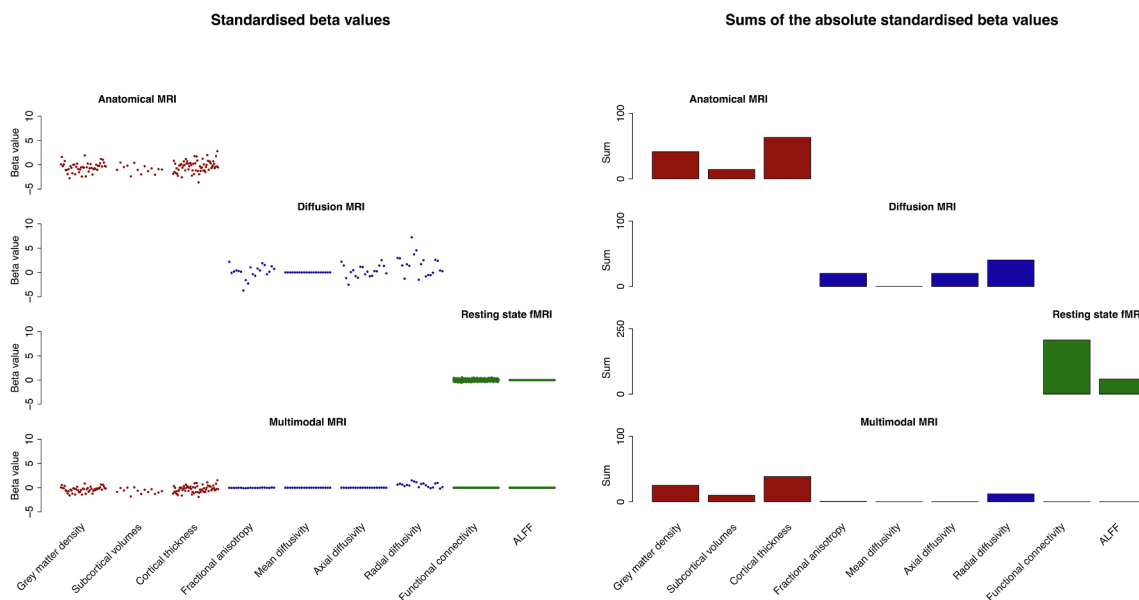 Standardised beta values
Sums of the absolute standardised beta values
Anatomical MRI
Beta value
10
5
0
−5
Diffusion MRI
Beta value
10
5
0
−5
Resting state fMRI
Beta value
10
5
0
−5
Multimodal MRI
Beta value
10
5
0
−5
Grey matter density
Subcortical volumes
Cortical thickness
Fractional anisotropy
Mean diffusivity
Axial diffusivity
Radial diffusivity
Functional connectivity
ALFF
Anatomical MRI
Sum
100
0
Diffusion MRI
Sum
100
0
Resting state fMR
Sum
250
0
Multimodal MRI
Sum
100
0
Grey matter density
Subcortical volumes
Cortical thickness
Fractional anisotropy
Mean diffusivity
Axial diffusivity
Radial diffusivity
Functional connectivity
ALFF